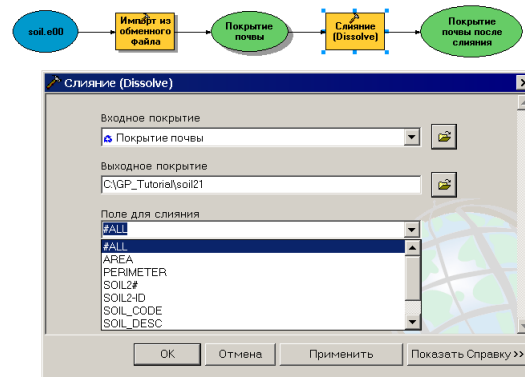 soil.e00
Импорт из
обменного
файла
Покрытие
почвы
Слияние
(Dissolve)
Покрытие
почвы после
слияния
Слияние (Dissolve)
Входное покрытие
Покрытие почвы
Выходное покрытие
C:\GP_Tutorial\soil21
Поле для слияния
#ALL
#ALL
AREA
PERIMETER
SOIL2#
SOIL2-ID
SOIL_CODE
SOIL_DESC
OK Отмена Применить Показать Справку >>